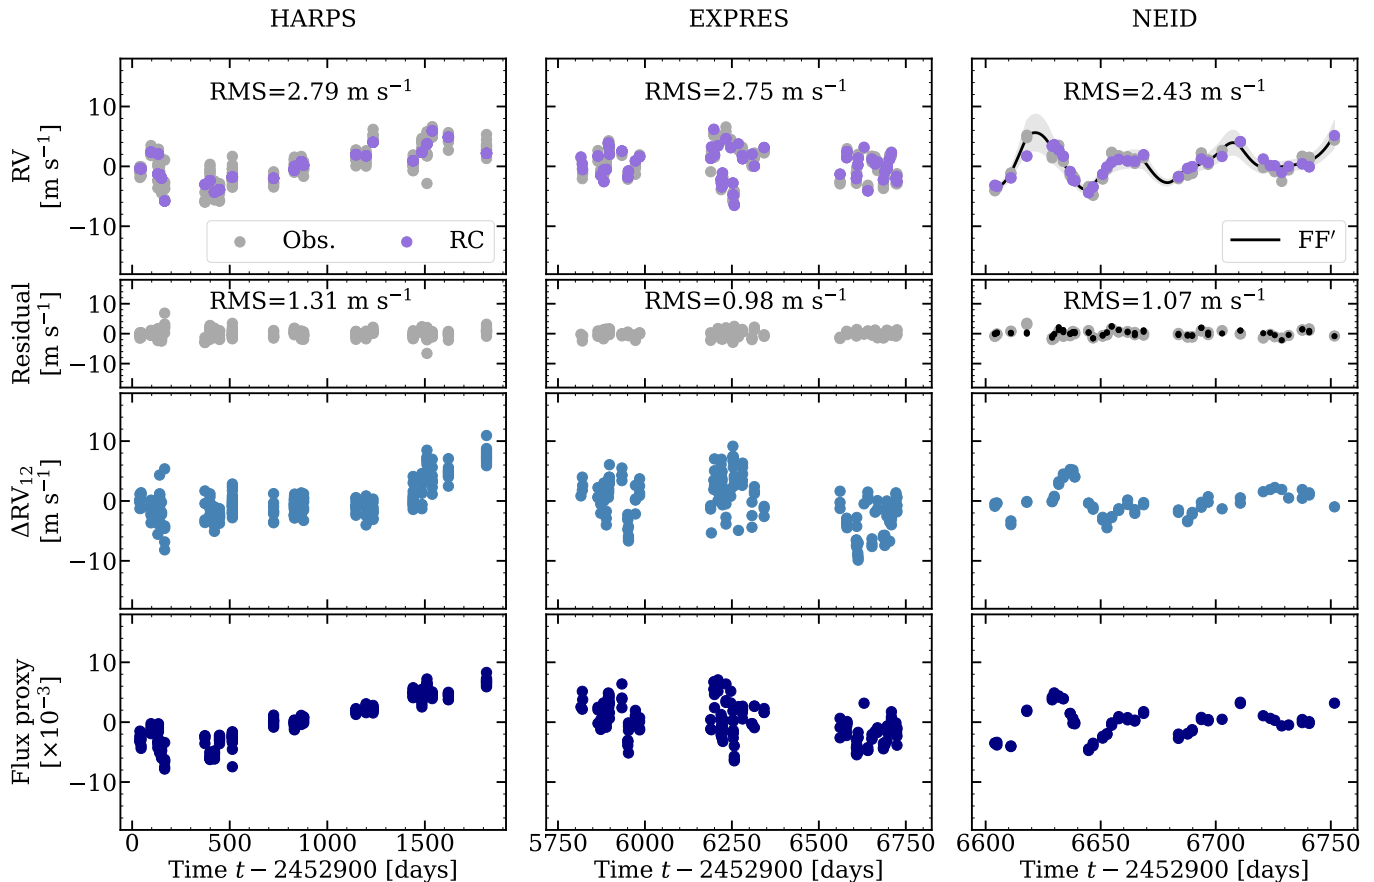 HARPS EXPRES NEID
RMS=2.79 m s⁻¹ RMS=2.75 m s⁻¹ RMS=2.43 m s⁻¹
10
0
−10
RV
[m s⁻¹]
Obs. RC
FF′
RMS=1.31 m s⁻¹ RMS=0.98 m s⁻¹ RMS=1.07 m s⁻¹
10
0
−10
Residual
[m s⁻¹]
10
0
−10
ΔRV₁₂
[m s⁻¹]
10
0
−10
Flux proxy
[×10⁻³]
0 500 1000 1500 5750 6000 6250 6500 6750 6600 6650 6700 6750
Time t − 2452900 [days] Time t − 2452900 [days] Time t − 2452900 [days]